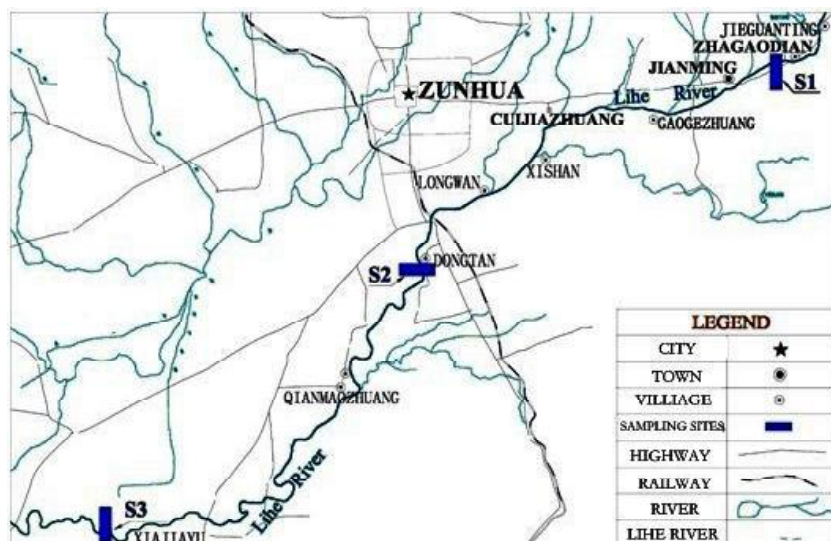 JIEGUANTING
ZHAGAODIAN
JIANMING
S1
ZUNHUA
Lihe River
CUIJIAZHUANG
GAOGEZHUANG
XISHAN
LONGWAN
DONGTAN
S2
QIANMAOZHUANG
Lihe River
S3
XIAJIAYU
LEGEND
CITY
TOWN
VILLIAGE
SAMPLING SITES
HIGHWAY
RAILWAY
RIVER
LIHE RIVER